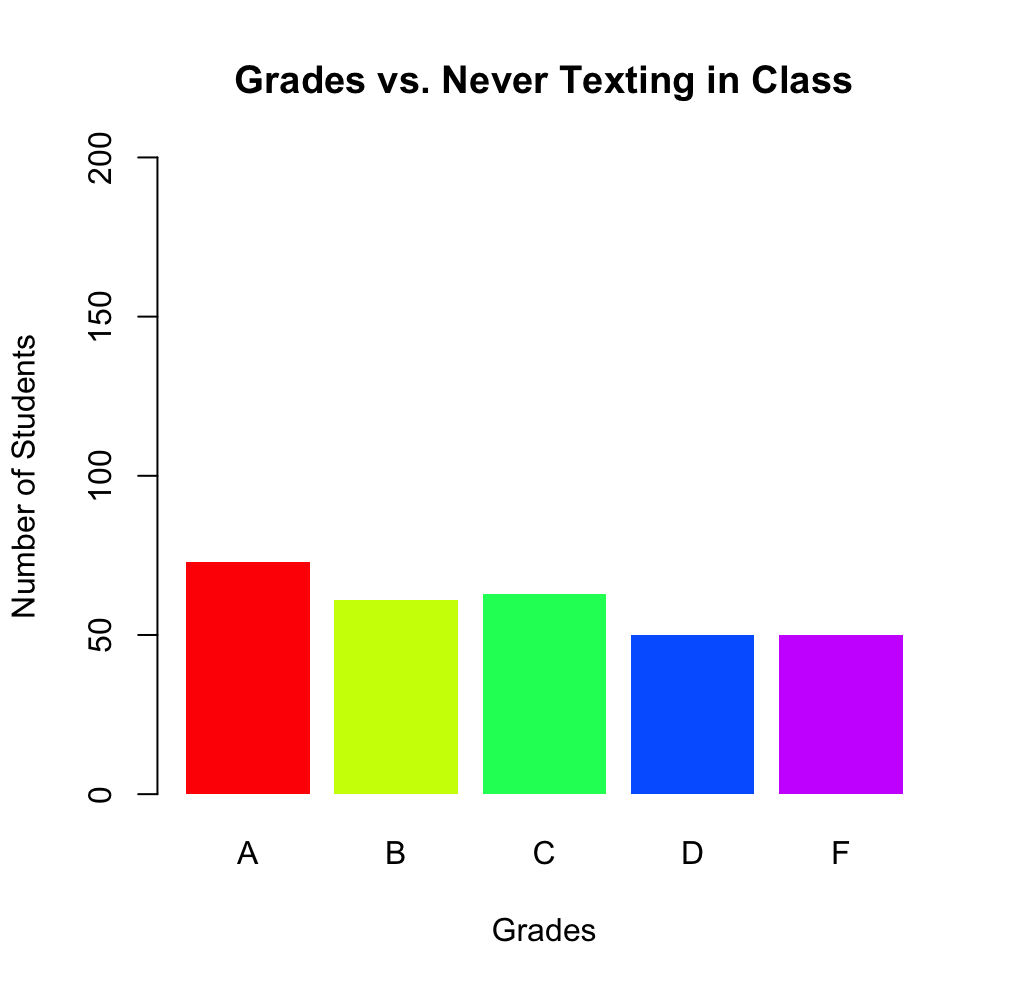 Grades vs. Never Texting in Class
Number of Students
200
150
100
50
0
A B C D F
Grades